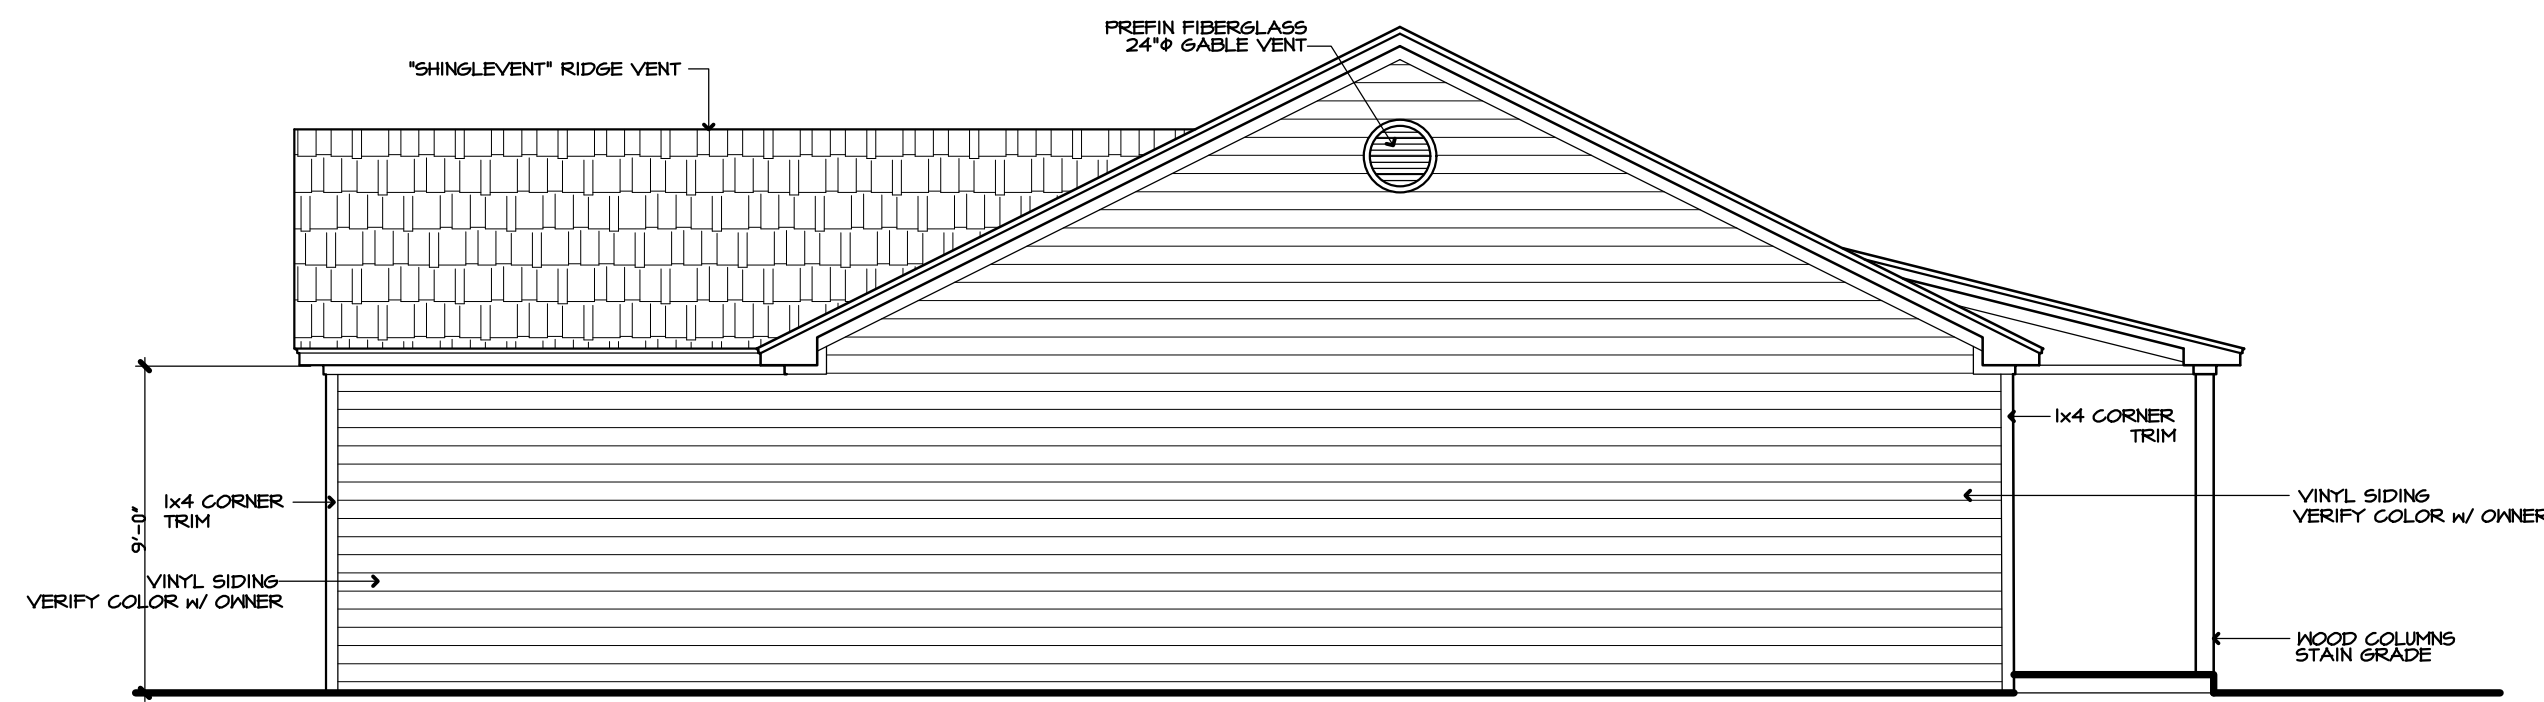 PREFIN FIBERGLASS
24"Φ GABLE VENT
"SHINGLEVENT" RIDGE VENT
1x4 CORNER
TRIM
1x4 CORNER
TRIM
9'-0"
VINYL SIDING
VERIFY COLOR w/ OWNER
VINYL SIDING
VERIFY COLOR w/ OWNER
WOOD COLUMNS
STAIN GRADE